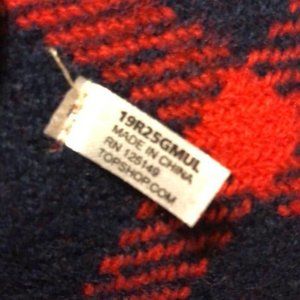 19R25GMUL
MADE IN CHINA
RN 125149
TOPSHOP.COM